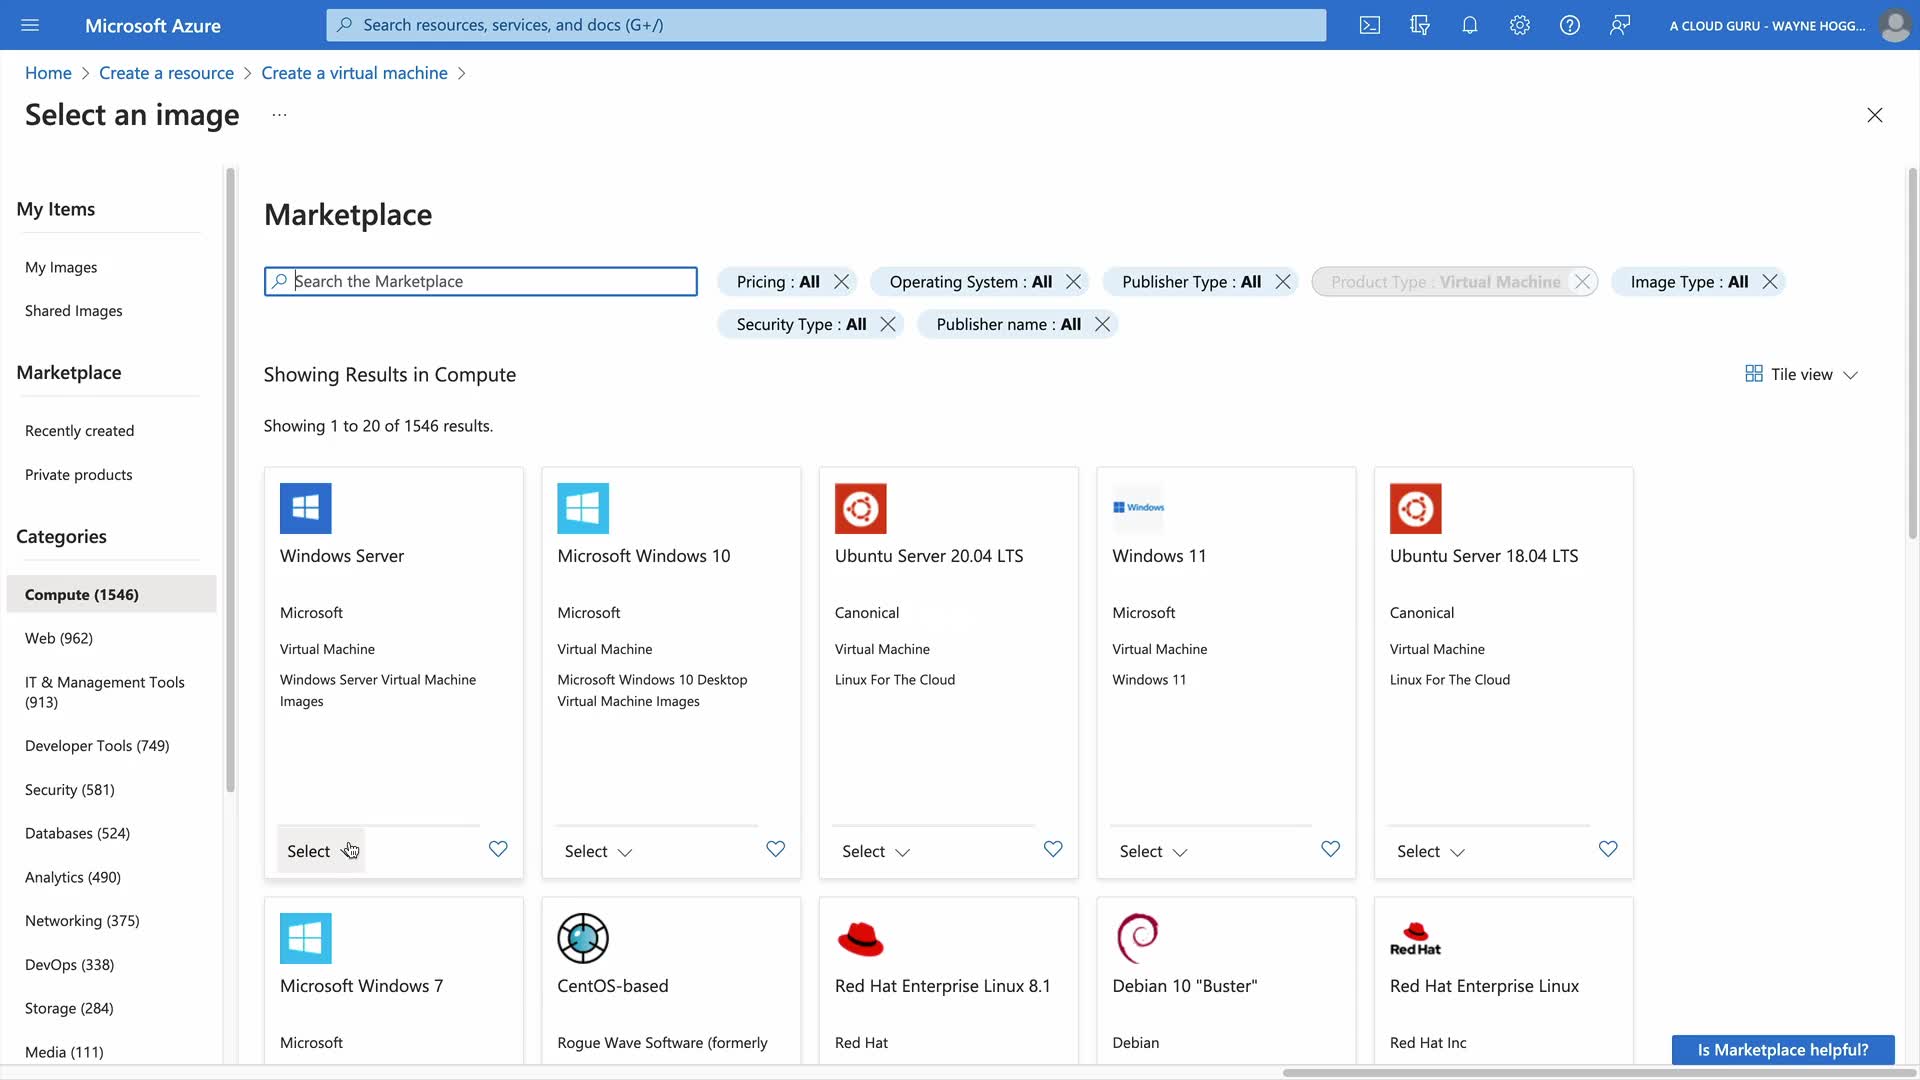 Microsoft Azure
Search resources, services, and docs (G+/)
A CLOUD GURU - WAYNE HOGG...
Home > Create a resource > Create a virtual machine >
Select an image ...
My Items
My Images
Shared Images
Marketplace
Recently created
Private products
Categories
Compute (1546)
Web (962)
IT & Management Tools
(913)
Developer Tools (749)
Security (581)
Databases (524)
Analytics (490)
Networking (375)
DevOps (338)
Storage (284)
Media (111)
Marketplace
Search the Marketplace
Pricing : All
Operating System : All
Publisher Type : All
Product Type : Virtual Machine
Image Type : All
Security Type : All
Publisher name : All
Showing Results in Compute
Tile view
Showing 1 to 20 of 1546 results.
Windows Server
Microsoft
Virtual Machine
Windows Server Virtual Machine
Images
Select
Microsoft Windows 10
Microsoft
Virtual Machine
Microsoft Windows 10 Desktop
Virtual Machine Images
Select
Ubuntu Server 20.04 LTS
Canonical
Virtual Machine
Linux For The Cloud
Select
Windows
Windows 11
Microsoft
Virtual Machine
Windows 11
Select
Ubuntu Server 18.04 LTS
Canonical
Virtual Machine
Linux For The Cloud
Select
Microsoft Windows 7
Microsoft
CentOS-based
Rogue Wave Software (formerly
Red Hat Enterprise Linux 8.1
Red Hat
Debian 10 "Buster"
Debian
Red Hat
Red Hat Enterprise Linux
Red Hat Inc
Is Marketplace helpful?